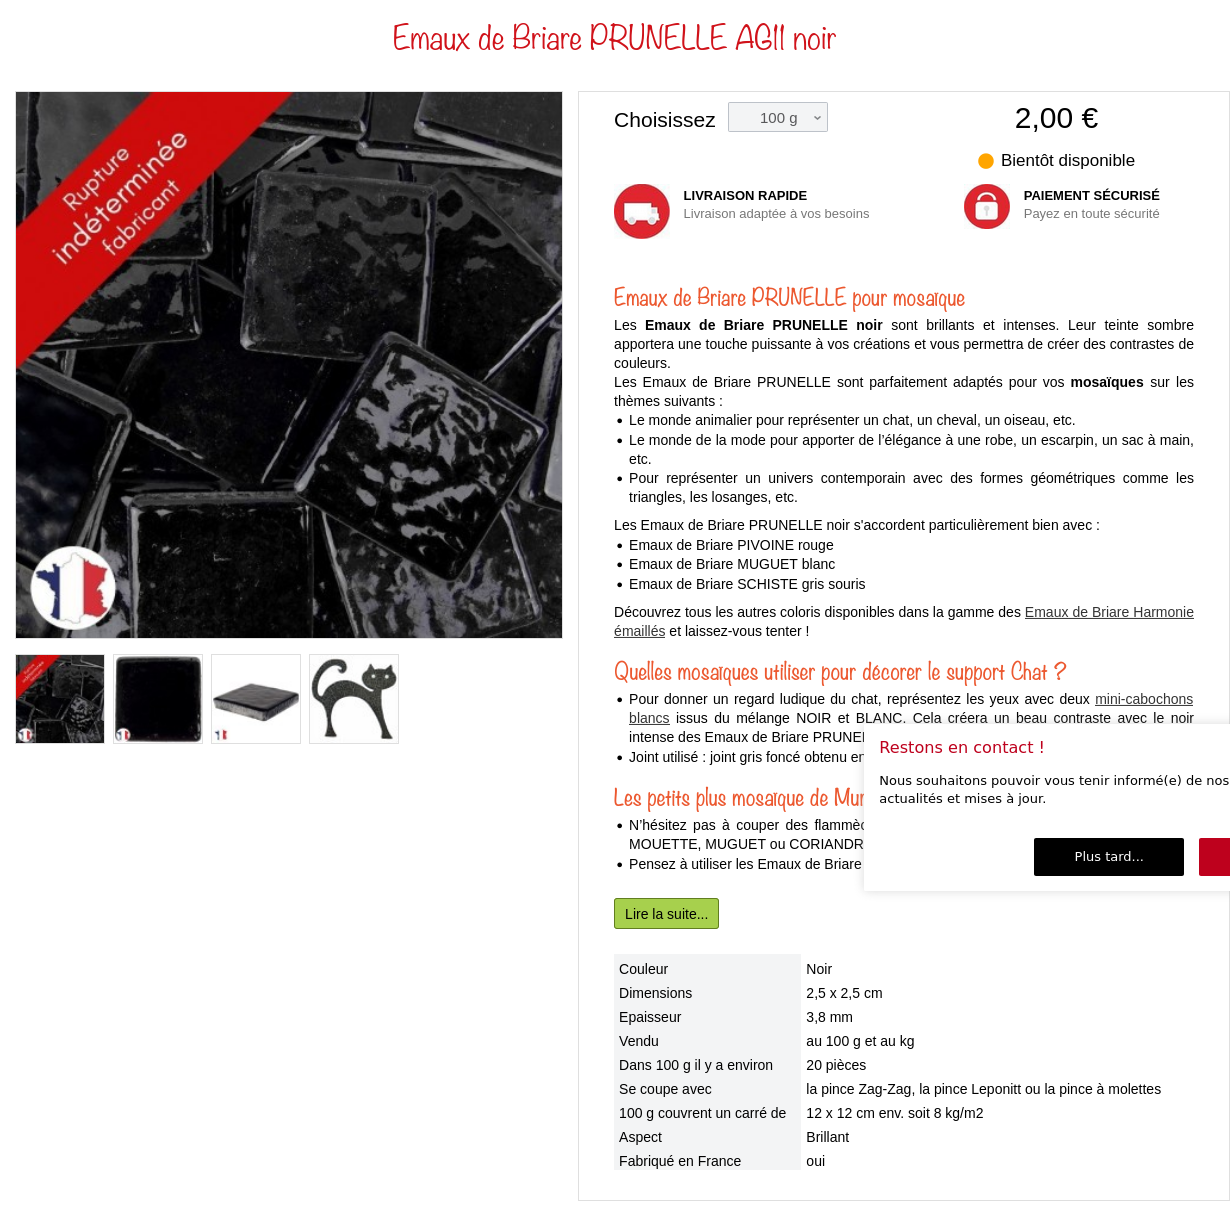 Emaux de Briare PRUNELLE AG11 noir
Rupture
indéterminée
fabricant
Choisissez
100 g
2,00 €
Bientôt disponible
LIVRAISON RAPIDE
Livraison adaptée à vos besoins
PAIEMENT SÉCURISÉ
Payez en toute sécurité
Emaux de Briare PRUNELLE pour mosaïque
Les Emaux de Briare PRUNELLE noir sont brillants et intenses. Leur teinte sombre
apportera une touche puissante à vos créations et vous permettra de créer des contrastes de
couleurs.
Les Emaux de Briare PRUNELLE sont parfaitement adaptés pour vos mosaïques sur les
thèmes suivants :
• Le monde animalier pour représenter un chat, un cheval, un oiseau, etc.
• Le monde de la mode pour apporter de l’élégance à une robe, un escarpin, un sac à main,
etc.
• Pour représenter un univers contemporain avec des formes géométriques comme les
triangles, les losanges, etc.
Les Emaux de Briare PRUNELLE noir s'accordent particulièrement bien avec :
• Emaux de Briare PIVOINE rouge
• Emaux de Briare MUGUET blanc
• Emaux de Briare SCHISTE gris souris
Découvrez tous les autres coloris disponibles dans la gamme des Emaux de Briare Harmonie
émaillés et laissez-vous tenter !
Quelles mosaïques utiliser pour décorer le support Chat ?
• Pour donner un regard ludique du chat, représentez les yeux avec deux mini-cabochons
blancs issus du mélange NOIR et BLANC. Cela créera un beau contraste avec le noir
intense des Emaux de Briare
• Joint utilisé : joint gris foncé obtenu
Les petits plus mosaïque de
• N’hésitez pas à couper des
MOUETTE, MUGUET ou
• Pensez à utiliser les Emaux de Briare
Restons en contact !
Nous souhaitons pouvoir vous tenir informé(e) de nos
actualités et mises à jour.
Plus tard...
Lire la suite...
Couleur Noir
Dimensions 2,5 x 2,5 cm
Epaisseur 3,8 mm
Vendu au 100 g et au kg
Dans 100 g il y a environ 20 pièces
Se coupe avec la pince Zag-Zag, la pince Leponitt ou la pince à molettes
100 g couvrent un carré de 12 x 12 cm env. soit 8 kg/m2
Aspect Brillant
Fabriqué en France oui